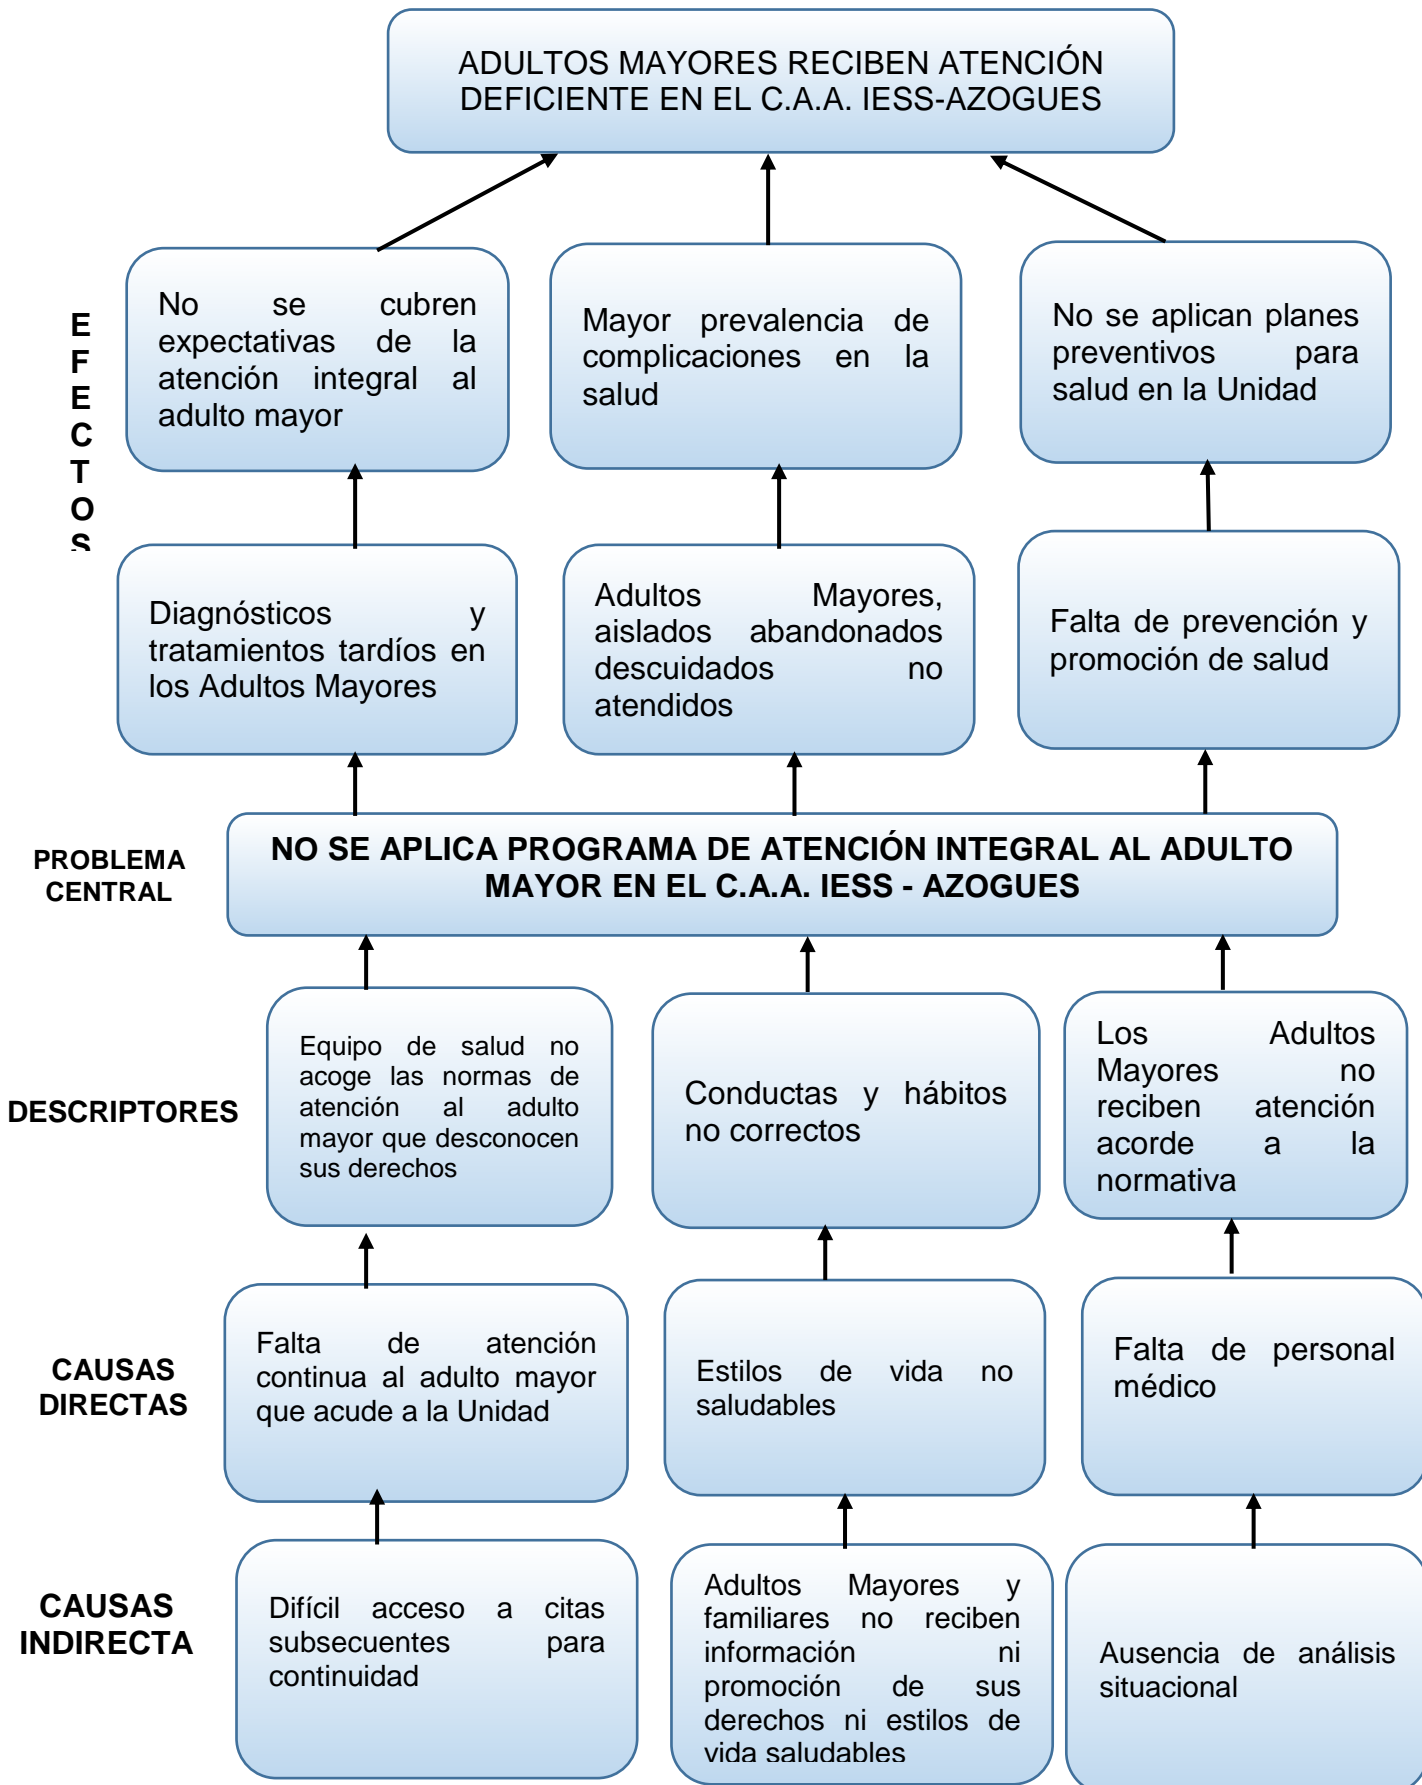 ADULTOS MAYORES RECIBEN ATENCIÓN
DEFICIENTE EN EL C.A.A. IESS-AZOGUES
E
F
E
C
T
O
S
No se cubren
expectativas de la
atención integral al
adulto mayor
Mayor prevalencia de
complicaciones en la
salud
No se aplican planes
preventivos para
salud en la Unidad
Diagnósticos y
tratamientos tardíos en
los Adultos Mayores
Adultos Mayores,
aislados abandonados
descuidados no
atendidos
Falta de prevención y
promoción de salud
PROBLEMA
CENTRAL
NO SE APLICA PROGRAMA DE ATENCIÓN INTEGRAL AL ADULTO
MAYOR EN EL C.A.A. IESS - AZOGUES
DESCRIPTORES
Equipo de salud no
acoge las normas de
atención al adulto
mayor que desconocen
sus derechos
Conductas y hábitos
no correctos
Los Adultos
Mayores no
reciben atención
acorde a la
normativa
CAUSAS
DIRECTAS
Falta de atención
continua al adulto mayor
que acude a la Unidad
Estilos de vida no
saludables
Falta de personal
médico
CAUSAS
INDIRECTA
Difícil acceso a citas
subsecuentes para
continuidad
Adultos Mayores y
familiares no reciben
información ni
promoción de sus
derechos ni estilos de
vida saludables
Ausencia de análisis
situacional